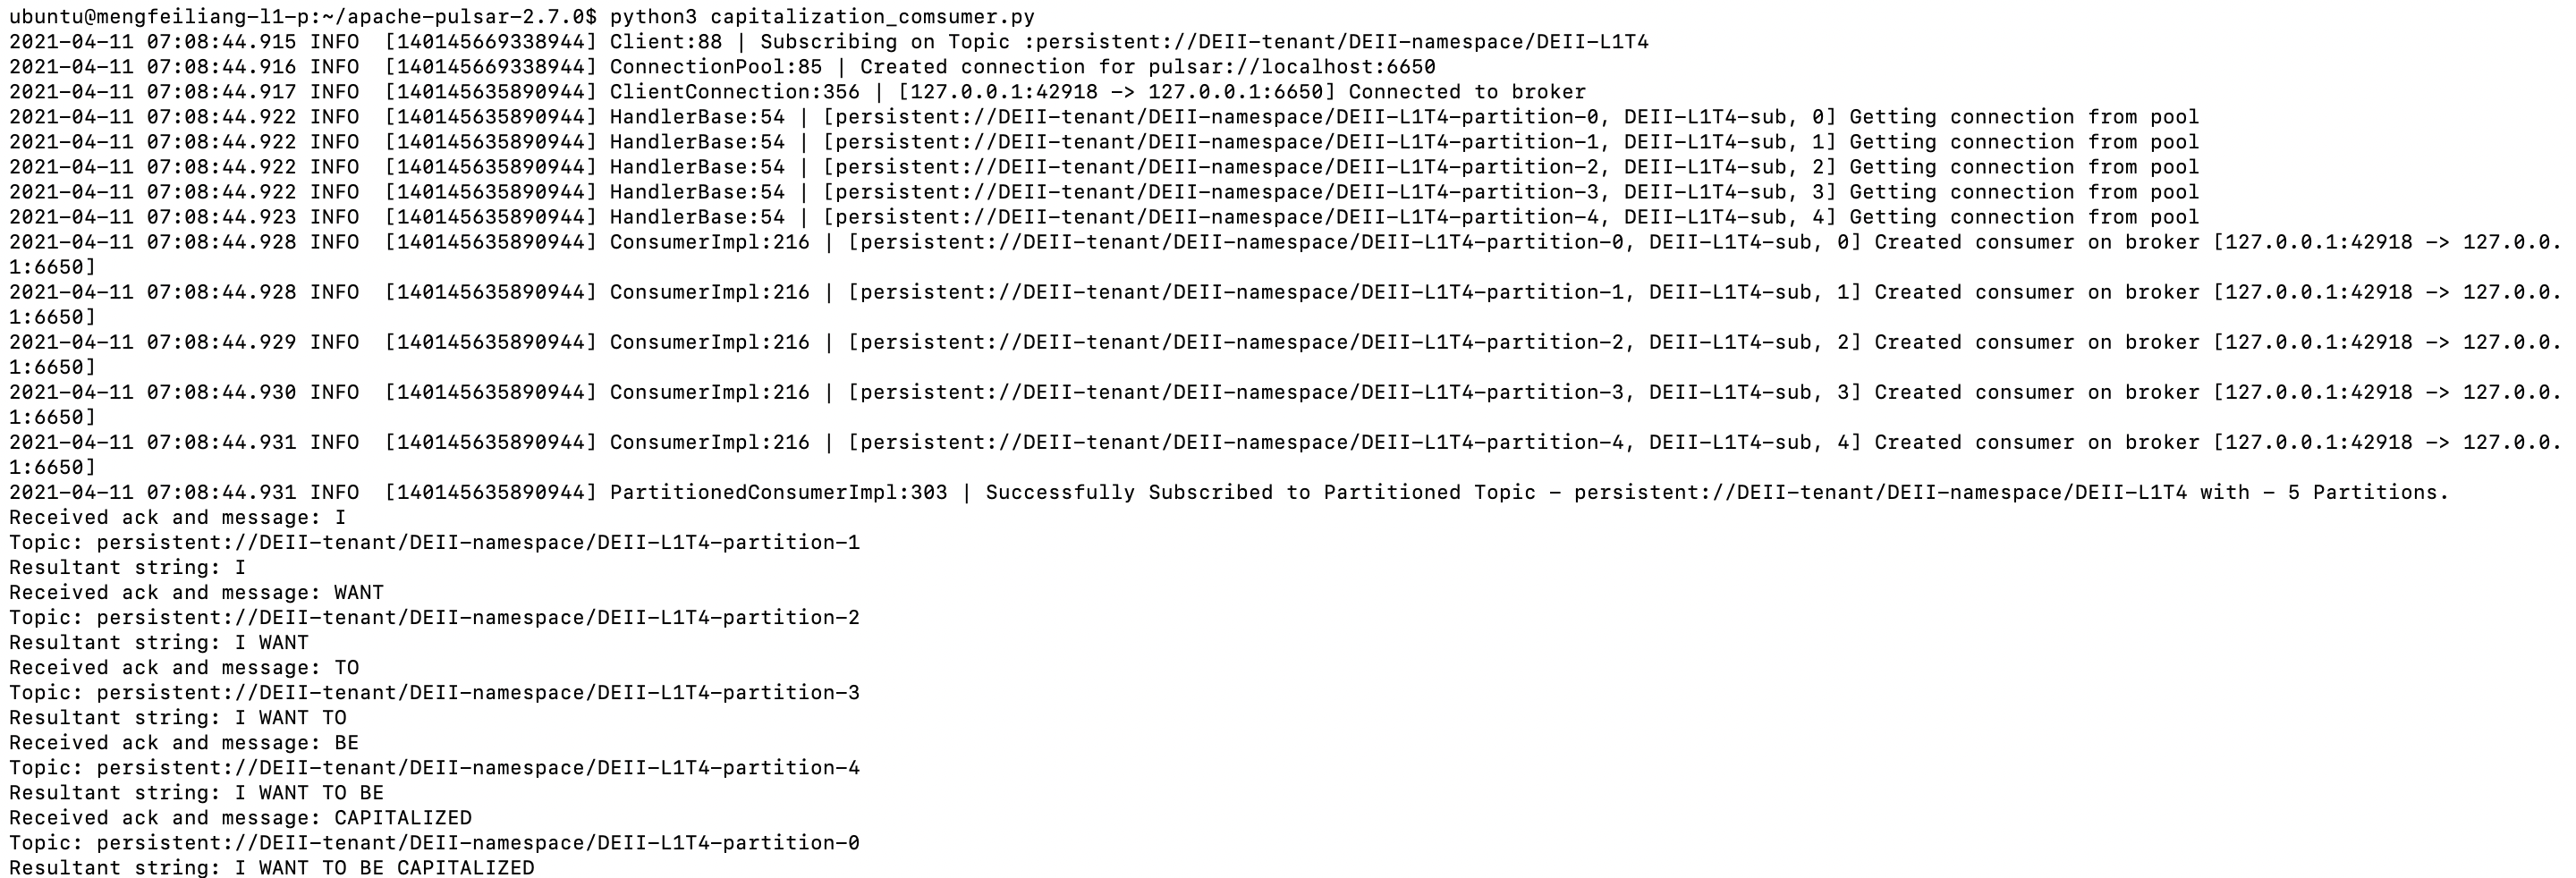 ubuntu@mengfeiliang-l1-p:~/apache-pulsar-2.7.0$ python3 capitalization_comsumer.py
2021-04-11 07:08:44.915 INFO  [140145669338944] Client:88 | Subscribing on Topic :persistent://DEII-tenant/DEII-namespace/DEII-L1T4
2021-04-11 07:08:44.916 INFO  [140145669338944] ConnectionPool:85 | Created connection for pulsar://localhost:6650
2021-04-11 07:08:44.917 INFO  [140145635890944] ClientConnection:356 | [127.0.0.1:42918 -> 127.0.0.1:6650] Connected to broker
2021-04-11 07:08:44.922 INFO  [140145635890944] HandlerBase:54 | [persistent://DEII-tenant/DEII-namespace/DEII-L1T4-partition-0, DEII-L1T4-sub, 0] Getting connection from pool
2021-04-11 07:08:44.922 INFO  [140145635890944] HandlerBase:54 | [persistent://DEII-tenant/DEII-namespace/DEII-L1T4-partition-1, DEII-L1T4-sub, 1] Getting connection from pool
2021-04-11 07:08:44.922 INFO  [140145635890944] HandlerBase:54 | [persistent://DEII-tenant/DEII-namespace/DEII-L1T4-partition-2, DEII-L1T4-sub, 2] Getting connection from pool
2021-04-11 07:08:44.922 INFO  [140145635890944] HandlerBase:54 | [persistent://DEII-tenant/DEII-namespace/DEII-L1T4-partition-3, DEII-L1T4-sub, 3] Getting connection from pool
2021-04-11 07:08:44.923 INFO  [140145635890944] HandlerBase:54 | [persistent://DEII-tenant/DEII-namespace/DEII-L1T4-partition-4, DEII-L1T4-sub, 4] Getting connection from pool
2021-04-11 07:08:44.928 INFO  [140145635890944] ConsumerImpl:216 | [persistent://DEII-tenant/DEII-namespace/DEII-L1T4-partition-0, DEII-L1T4-sub, 0] Created consumer on broker [127.0.0.1:42918 -> 127.0.0.
1:6650]
2021-04-11 07:08:44.928 INFO  [140145635890944] ConsumerImpl:216 | [persistent://DEII-tenant/DEII-namespace/DEII-L1T4-partition-1, DEII-L1T4-sub, 1] Created consumer on broker [127.0.0.1:42918 -> 127.0.0.
1:6650]
2021-04-11 07:08:44.929 INFO  [140145635890944] ConsumerImpl:216 | [persistent://DEII-tenant/DEII-namespace/DEII-L1T4-partition-2, DEII-L1T4-sub, 2] Created consumer on broker [127.0.0.1:42918 -> 127.0.0.
1:6650]
2021-04-11 07:08:44.930 INFO  [140145635890944] ConsumerImpl:216 | [persistent://DEII-tenant/DEII-namespace/DEII-L1T4-partition-3, DEII-L1T4-sub, 3] Created consumer on broker [127.0.0.1:42918 -> 127.0.0.
1:6650]
2021-04-11 07:08:44.931 INFO  [140145635890944] ConsumerImpl:216 | [persistent://DEII-tenant/DEII-namespace/DEII-L1T4-partition-4, DEII-L1T4-sub, 4] Created consumer on broker [127.0.0.1:42918 -> 127.0.0.
1:6650]
2021-04-11 07:08:44.931 INFO  [140145635890944] PartitionedConsumerImpl:303 | Successfully Subscribed to Partitioned Topic - persistent://DEII-tenant/DEII-namespace/DEII-L1T4 with - 5 Partitions.
Received ack and message: I
Topic: persistent://DEII-tenant/DEII-namespace/DEII-L1T4-partition-1
Resultant string: I
Received ack and message: WANT
Topic: persistent://DEII-tenant/DEII-namespace/DEII-L1T4-partition-2
Resultant string: I WANT
Received ack and message: TO
Topic: persistent://DEII-tenant/DEII-namespace/DEII-L1T4-partition-3
Resultant string: I WANT TO
Received ack and message: BE
Topic: persistent://DEII-tenant/DEII-namespace/DEII-L1T4-partition-4
Resultant string: I WANT TO BE
Received ack and message: CAPITALIZED
Topic: persistent://DEII-tenant/DEII-namespace/DEII-L1T4-partition-0
Resultant string: I WANT TO BE CAPITALIZED